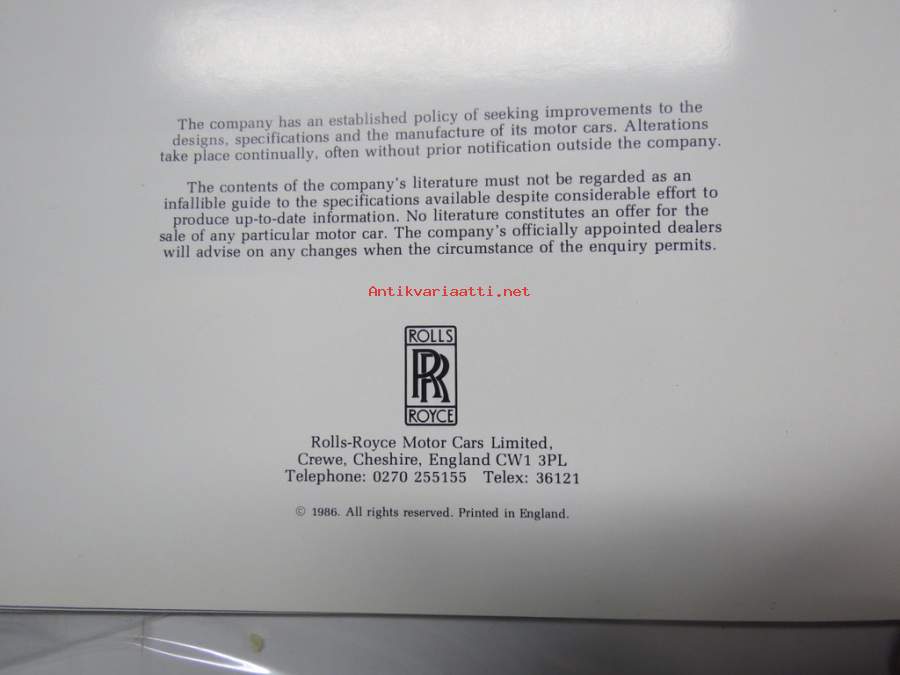 The company has an established policy of seeking improvements to the
designs, specifications and the manufacture of its motor cars. Alterations
take place continually, often without prior notification outside the company.
The contents of the company's literature must not be regarded as an
infallible guide to the specifications available despite considerable effort to
produce up-to-date information. No literature constitutes an offer for the
sale of any particular motor car. The company's officially appointed dealers
will advise on any changes when the circumstance of the enquiry permits.
Antikvariaatti.net
ROLLS
RR
ROYCE
Rolls-Royce Motor Cars Limited,
Crewe, Cheshire, England CW1 3PL
Telephone: 0270 255155 Telex: 36121
© 1986. All rights reserved. Printed in England.